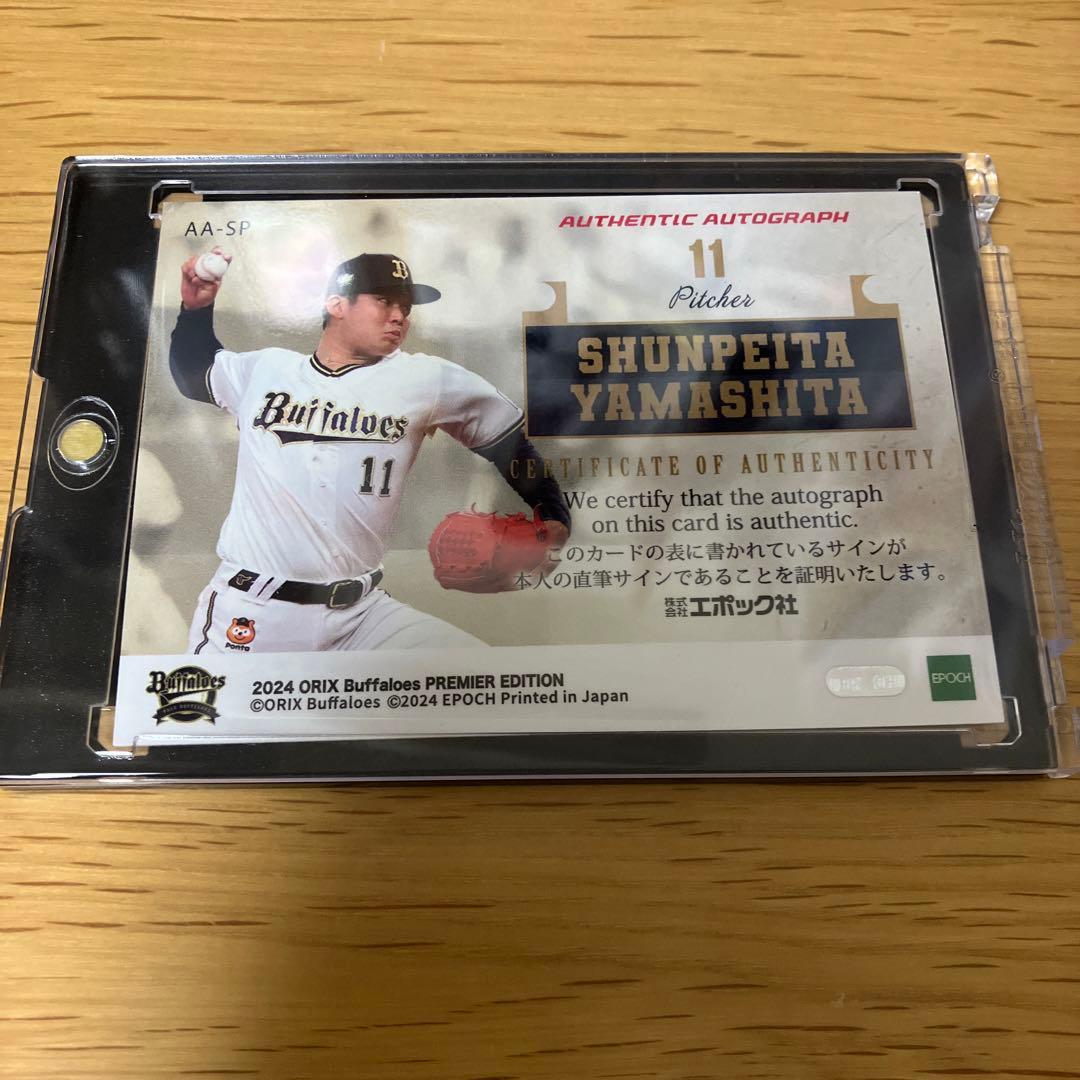 AA-SP
AUTHENTIC AUTOGRAPH
11
Pitcher
SHUNPEITA
YAMASHITA
CERTIFICATE OF AUTHENTICITY
We certify that the autograph
on this card is authentic.
このカードの表に書かれているサインが
本人の直筆サインであることを証明いたします。
株式会社エポック社
B
Buffaloes
11
Ponta
Buffaloes
2024 ORIX Buffaloes PREMIER EDITION
©ORIX Buffaloes ©2024 EPOCH Printed in Japan
EPOCH